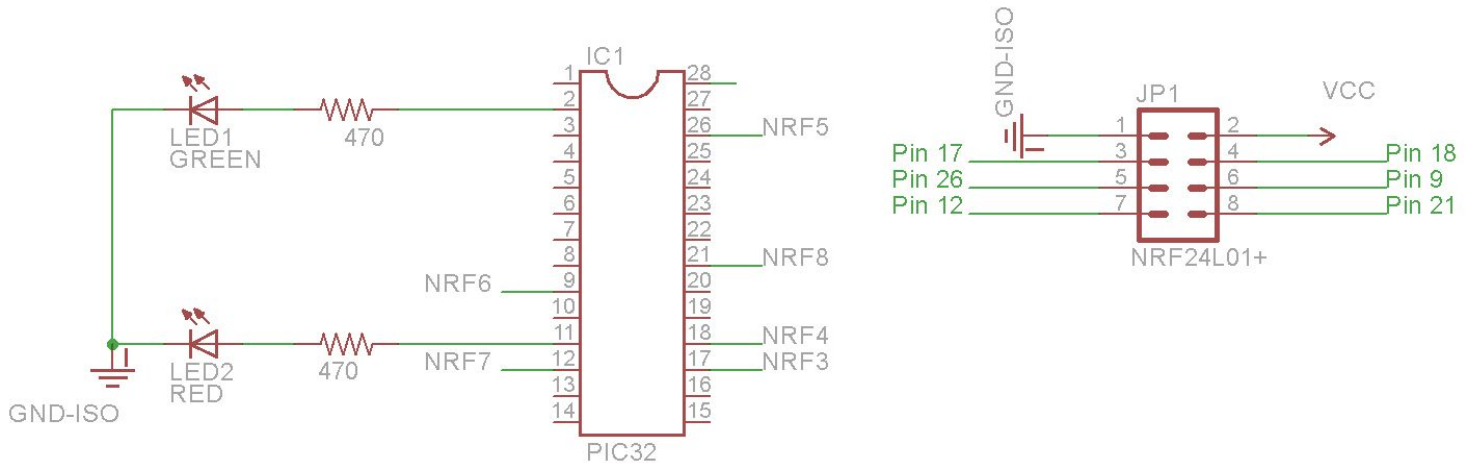 IC1
1
28
2
27
3
26
NRF5
4
25
5
24
6
23
7
22
8
21
NRF8
NRF6
9
20
10
19
11
18
NRF4
NRF7
12
17
NRF3
13
16
14
15
PIC32
LED1
GREEN
470
LED2
RED
470
GND-ISO
GND-ISO
JP1
VCC
1
2
Pin 17
3
4
Pin 18
Pin 26
5
6
Pin 9
Pin 12
7
8
Pin 21
NRF24L01+